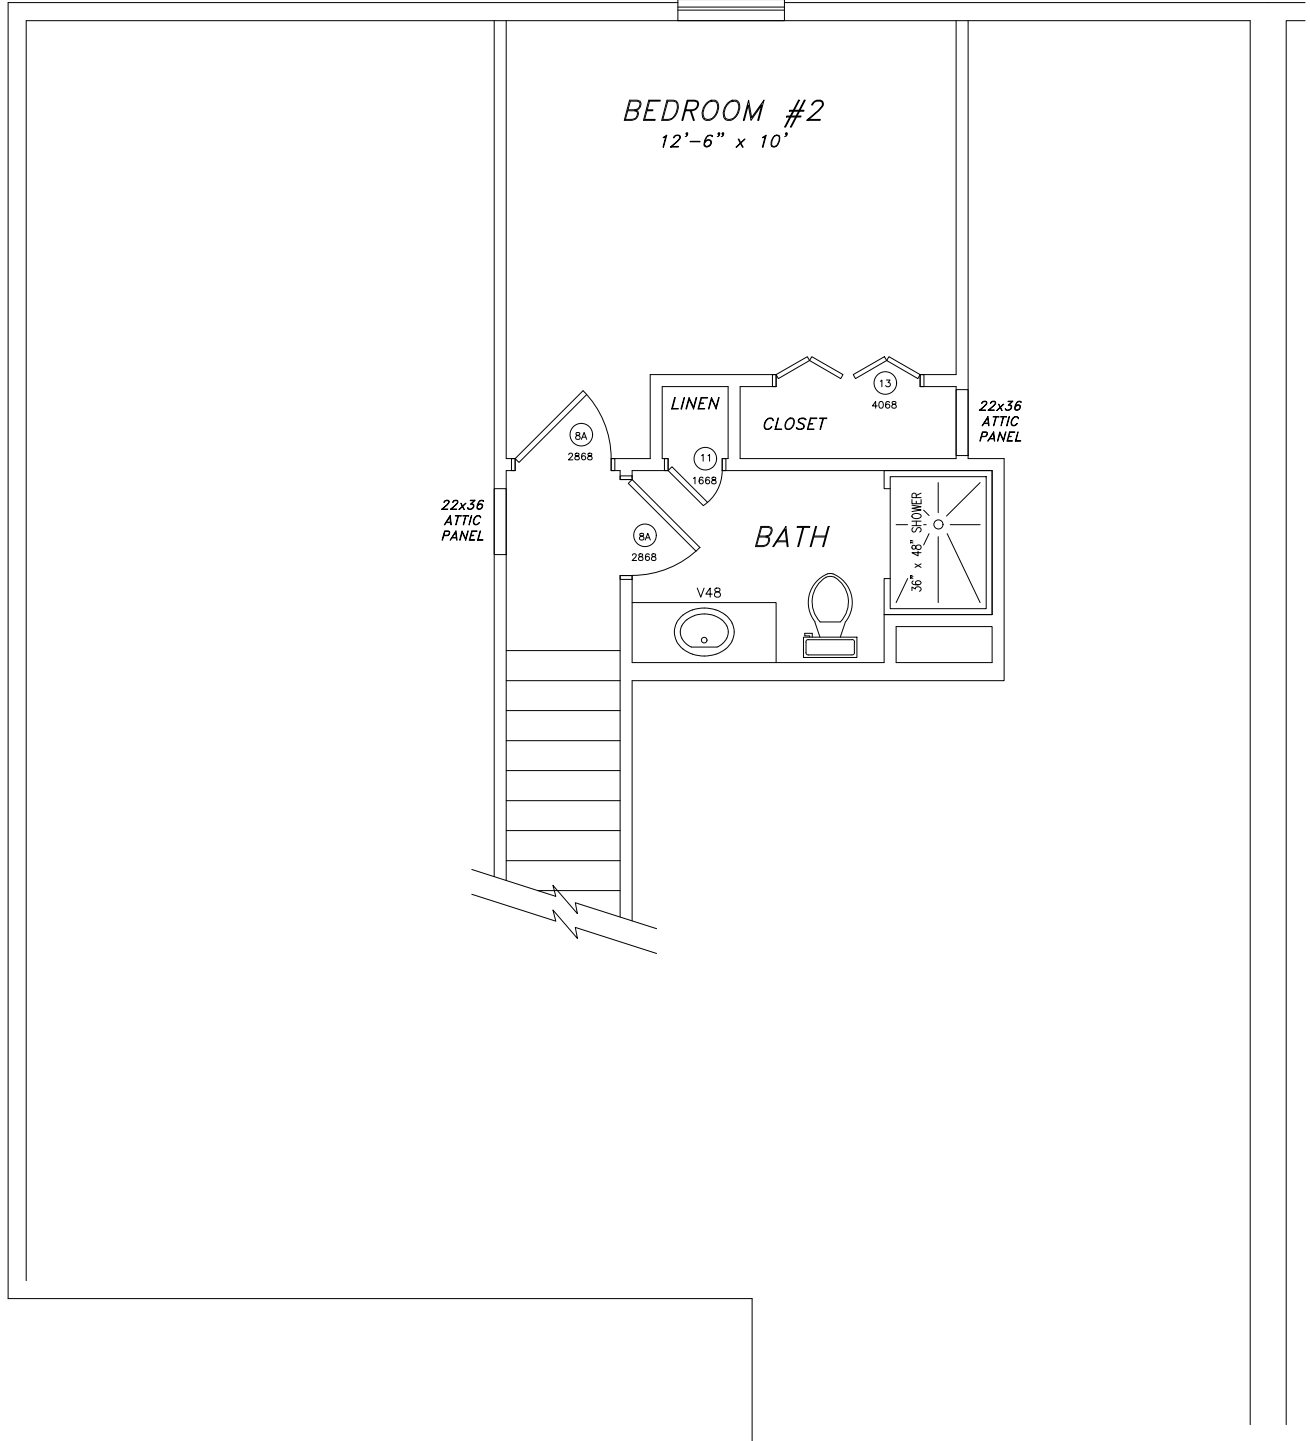 BEDROOM #2
12'-6" x 10'
13
4068
LINEN
CLOSET
22x36
ATTIC
PANEL
8A
2868
11
1668
22x36
ATTIC
PANEL
8A
2868
BATH
36" x 48" SHOWER
V48